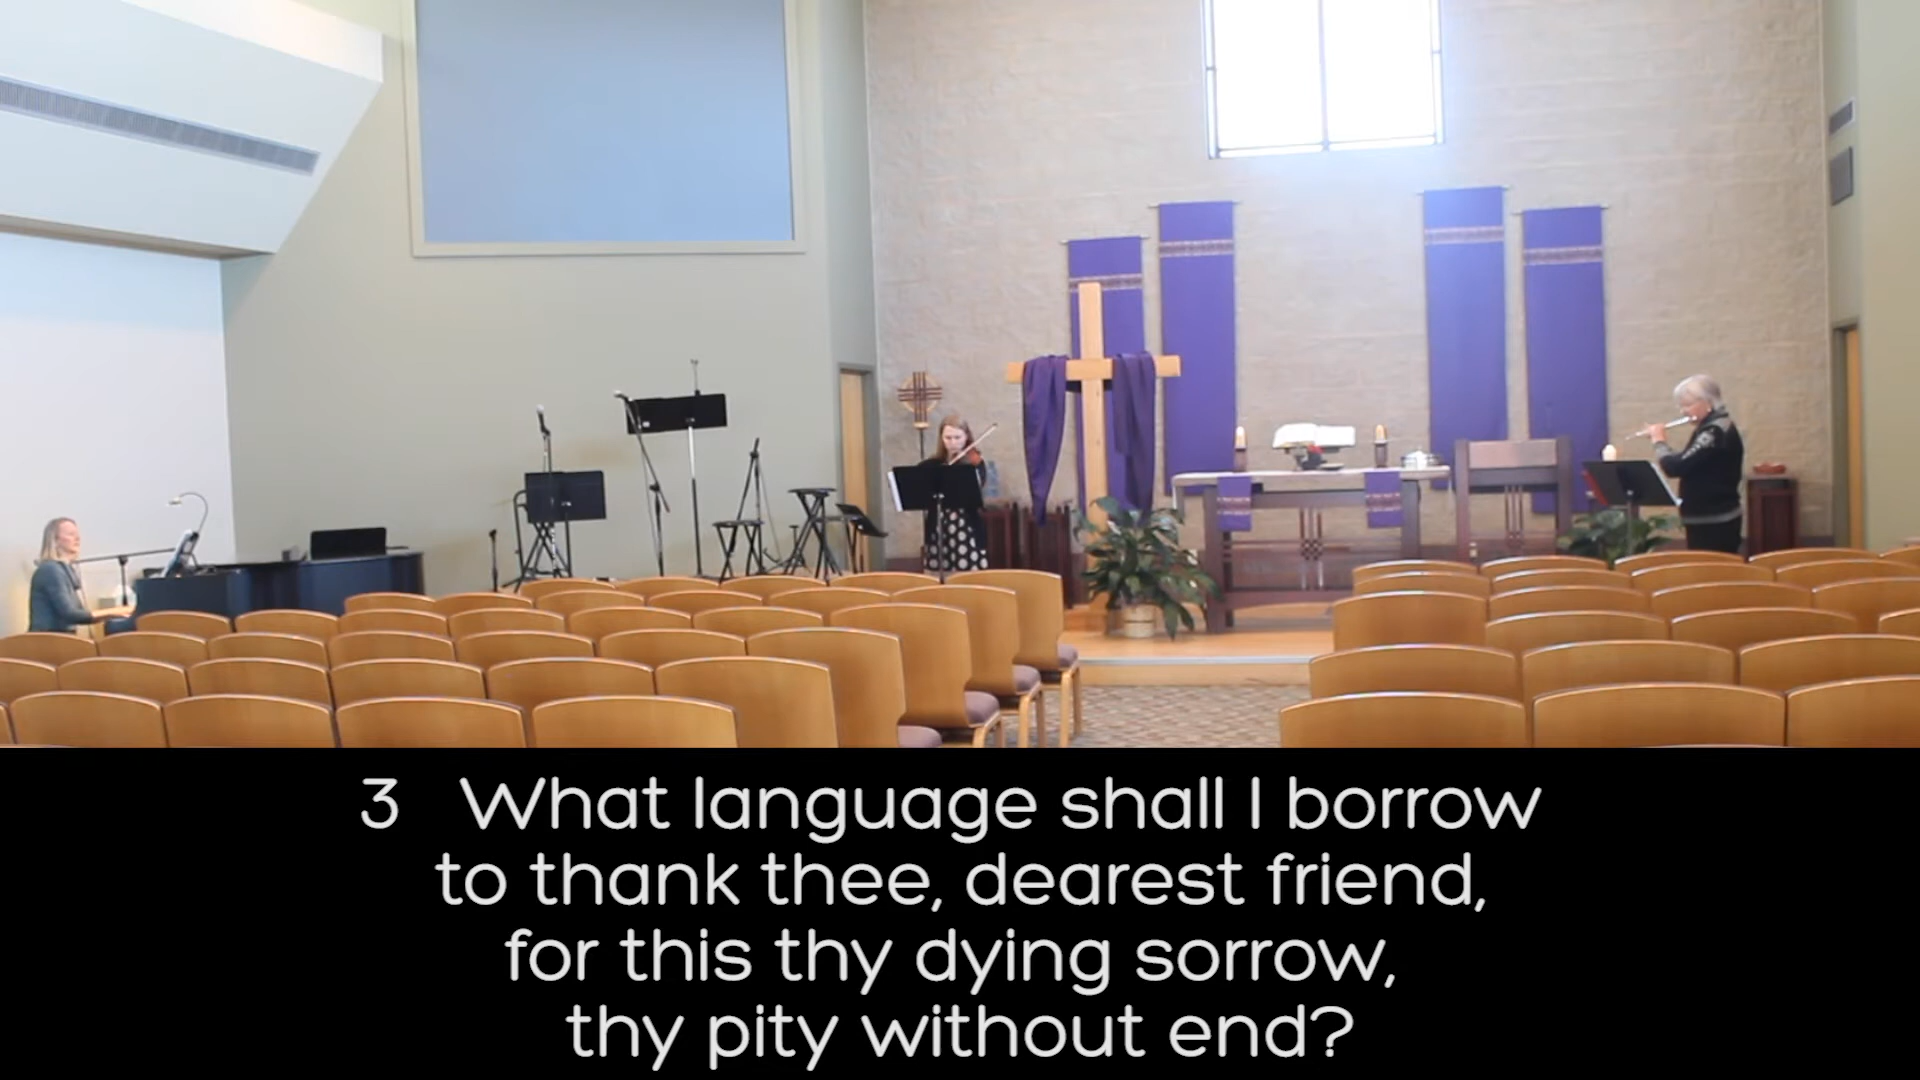 3 What language shall I borrow
to thank thee, dearest friend,
for this thy dying sorrow,
thy pity without end?